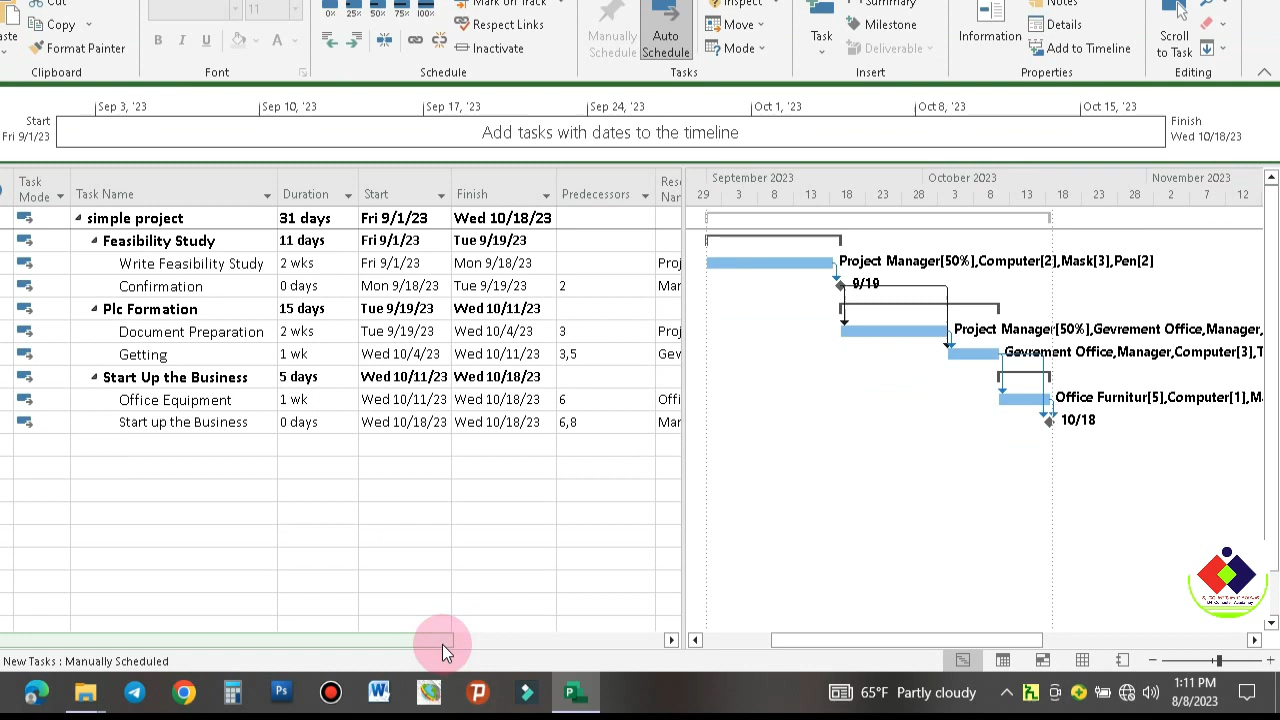 Cut
Copy
Format Painter
Clipboard
11
B I U A
Font
0% 25% 50% 75% 100%
Mark on Track
Respect Links
Inactivate
Schedule
Manually Schedule
Auto Schedule
Inspect
Move
Mode
Tasks
Task
Summary
Milestone
Deliverable
Insert
Information
Notes
Details
Add to Timeline
Properties
Scroll to Task
Editing
Sep 3, '23 Sep 10, '23 Sep 17, '23 Sep 24, '23 Oct 1, '23 Oct 8, '23 Oct 15, '23
Start
Fri 9/1/23
Add tasks with dates to the timeline
Finish
Wed 10/18/23
Task Mode Task Name Duration Start Finish Predecessors
September 2023 October 2023 November 2023
29 3 8 13 18 23 28 3 8 13 18 23 28 2 7 12
simple project 31 days Fri 9/1/23 Wed 10/18/23
Feasibility Study 11 days Fri 9/1/23 Tue 9/19/23
Write Feasibility Study 2 wks Fri 9/1/23 Mon 9/18/23 Proj
Project Manager[50%],Computer[2],Mask[3],Pen[2]
Confirmation 0 days Mon 9/18/23 Tue 9/19/23 2 Mar
9/19
Plc Formation 15 days Tue 9/19/23 Wed 10/11/23
Document Preparation 2 wks Tue 9/19/23 Wed 10/4/23 3 Proj
Project Manager[50%],Gevrement Office,Manager,
Getting 1 wk Wed 10/4/23 Wed 10/11/23 3,5 Gev
Gevrement Office,Manager,Computer[3],T
Start Up the Business 5 days Wed 10/11/23 Wed 10/18/23
Office Equipment 1 wk Wed 10/11/23 Wed 10/18/23 6 Offi
Office Furnitur[5],Computer[1],M
Start up the Business 0 days Wed 10/18/23 Wed 10/18/23 6,8 Mar
10/18
New Tasks : Manually Scheduled
65°F Partly cloudy
1:11 PM
8/8/2023